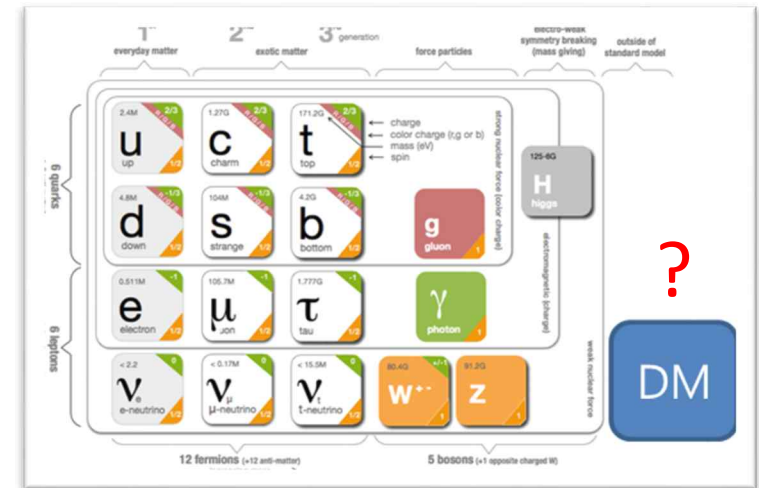 1st 2nd 3rd generation
everyday matter
exotic matter
force particles
electro-weak
symmetry breaking
(mass giving)
outside of
standard model
6 quarks
2.4M 2/3
R/G/B
u
up
1/2
1.27G 2/3
R/G/B
c
charm
1/2
171.2G 2/3
R/G/B
t
top
1/2
charge
color charge (r,g or b)
mass (eV)
spin
strong nuclear force (color charge)
125-6G
H
higgs
4.8M -1/3
R/G/B
d
down
1/2
104M -1/3
R/G/B
s
strange
1/2
4.2G -1/3
R/G/B
b
bottom
1/2
g
gluon
1
electromagnetic (charge)
6 leptons
0.511M -1
e
electron
1/2
105.7M -1
μ
1/2
1.777G -1
τ
tau
1/2
γ
photon
1
weak nuclear force
?
DM
< 2.2 0
νe
e-neutrino
1/2
< 0.17M 0
νμ
μ-neutrino
1/2
< 15.5M 0
ντ
τ-neutrino
1/2
80.4G +/-1
W+-
1
91.2G
Z
1
12 fermions (+12 anti-matter)
5 bosons (+1 opposite charged W)